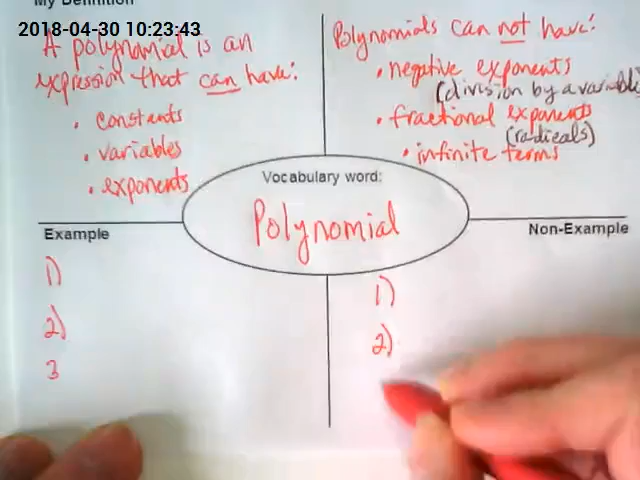 My Definition
2018-04-30 10:23:43
A polynomial is an
expression that can have:
• constants
• variables
• exponents
Polynomials can not have:
• negative exponents
(division by a variable
• fractional exponents
(radicals)
• infinite terms
Vocabulary word:
Polynomial
Example
1)
2)
3
Non-Example
1)
2)